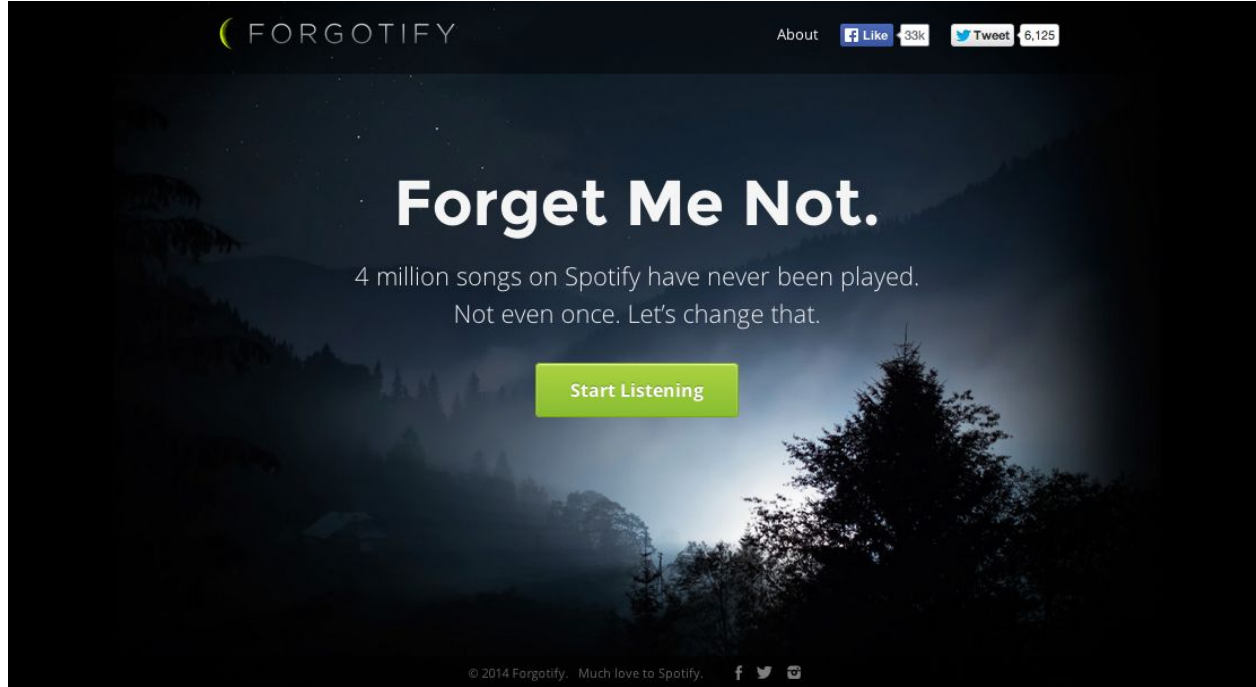 FORGOTIFY
About
Like 33k
Tweet 6,125
Forget Me Not.
4 million songs on Spotify have never been played.
Not even once. Let's change that.
Start Listening
© 2014 Forgotify. Much love to Spotify.